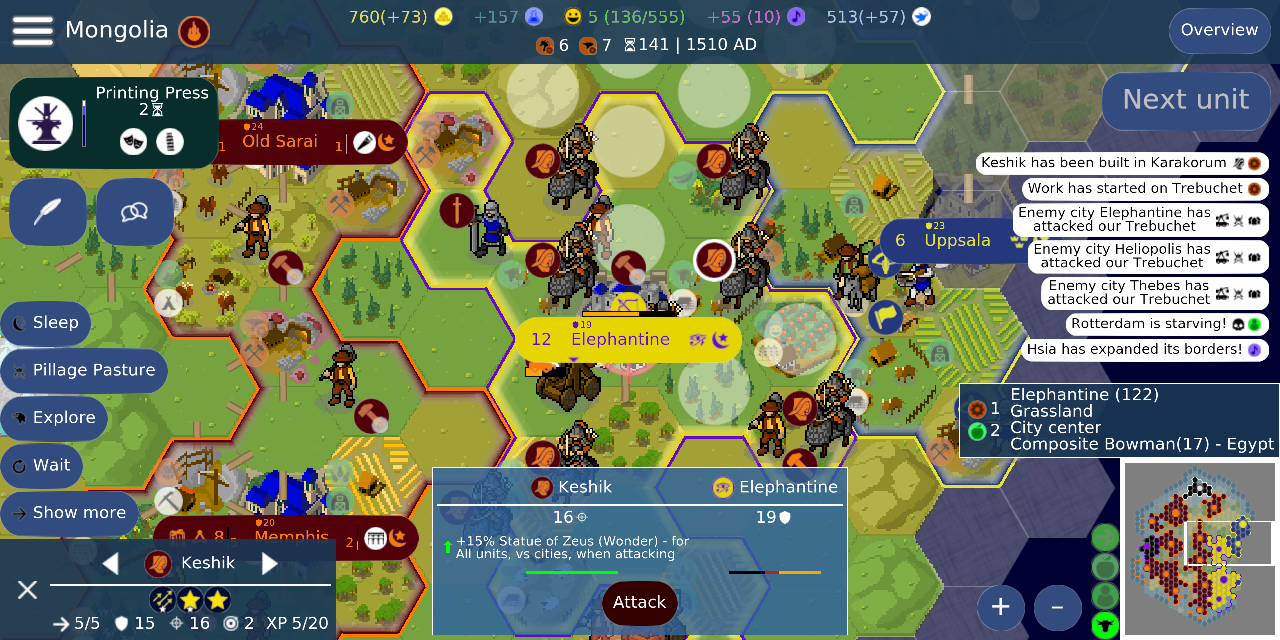 Mongolia
760(+73)
+157
5 (136/555)
+55 (10)
513(+57)
6
7
141 | 1510 AD
Overview
Next unit
Printing Press
2
24
1 Old Sarai 1|
Keshik has been built in Karakorum
Work has started on Trebuchet
Enemy city Elephantine has
attacked our Trebuchet
Enemy city Heliopolis has
attacked our Trebuchet
Enemy city Thebes has
attacked our Trebuchet
Rotterdam is starving!
Hsia has expanded its borders!
23
6 Uppsala
19
12 Elephantine
Sleep
Pillage Pasture
Explore
Wait
Show more
1
2
Elephantine (122)
Grassland
City center
Composite Bowman(17) - Egypt
20
8 Memphis 2|
Keshik
5/5
15
16
2
XP 5/20
Keshik
Elephantine
16
19
+15% Statue of Zeus (Wonder) - for
All units, vs cities, when attacking
Attack
+
-